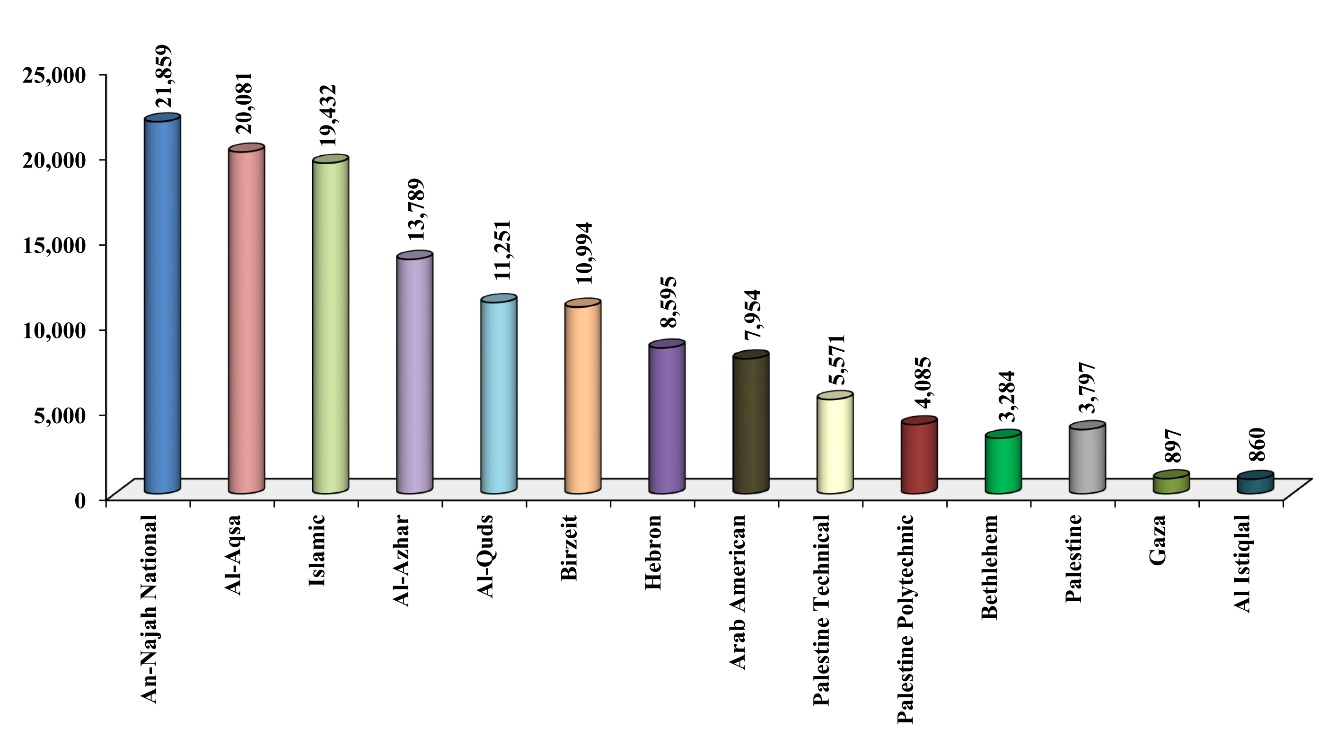 25,000
20,000
15,000
10,000
5,000
0
21,859
20,081
19,432
13,789
11,251
10,994
8,595
7,954
5,571
4,085
3,284
3,797
897
860
An-Najah National
Al-Aqsa
Islamic
Al-Azhar
Al-Quds
Birzeit
Hebron
Arab American
Palestine Technical
Palestine Polytechnic
Bethlehem
Palestine
Gaza
Al Istiqlal